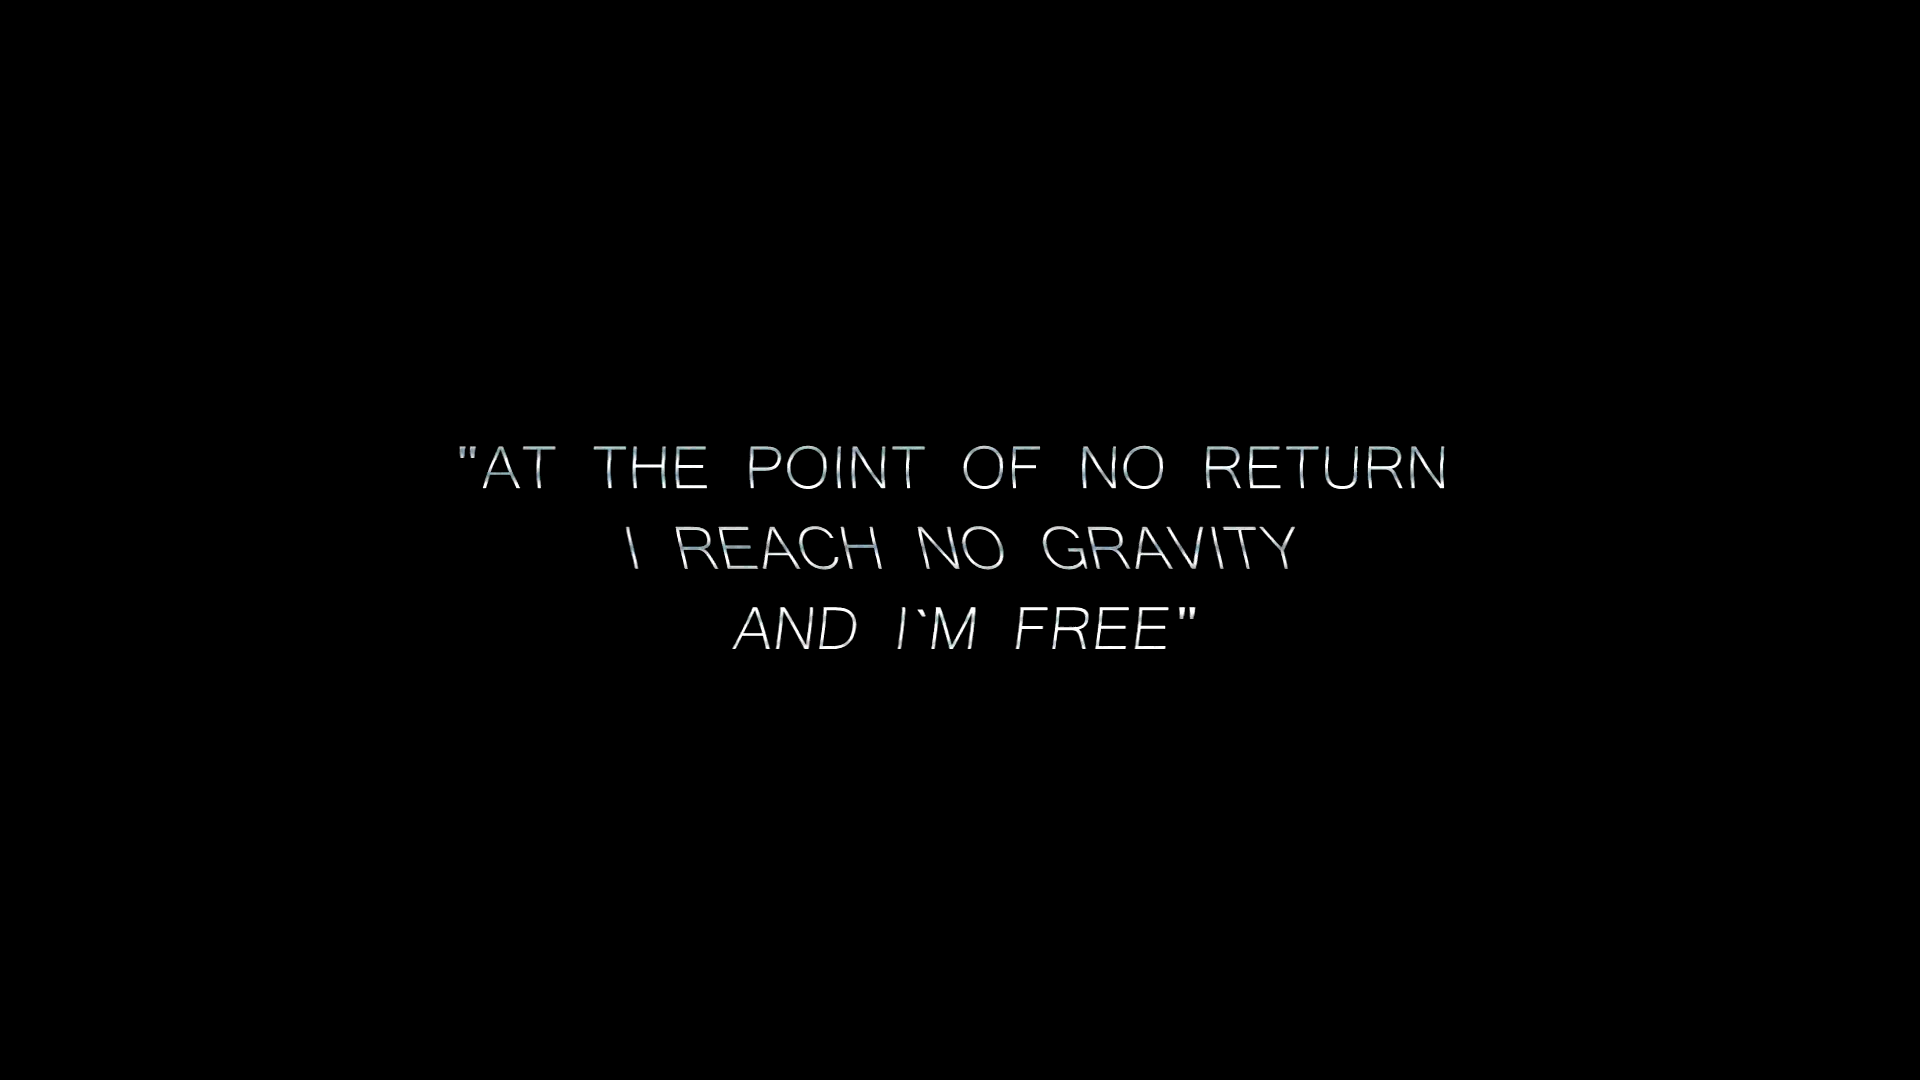 "AT THE POINT OF NO RETURN
I REACH NO GRAVITY
AND I`M FREE"